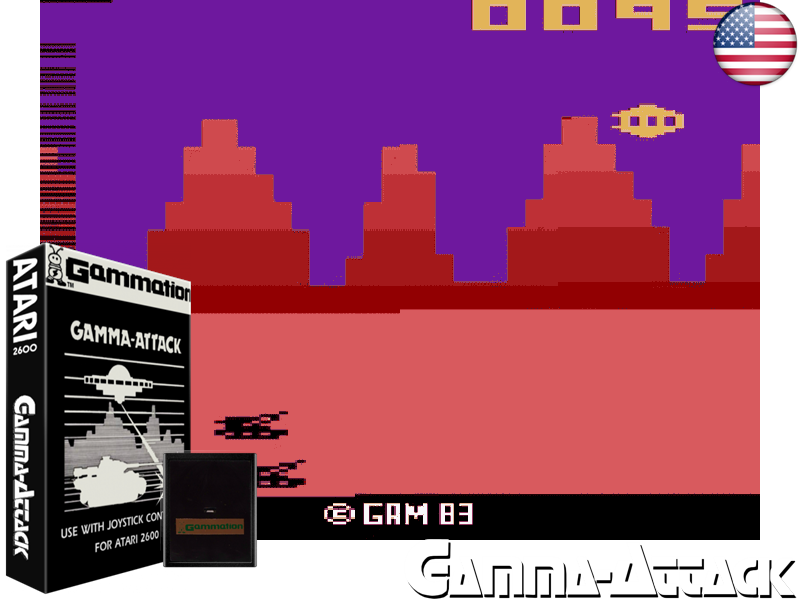 0095
Gammation
TM
GAMMA-ATTACK
USE WITH JOYSTICK CON
FOR ATARI 2600
ATARI
2600
GAMMA-ATTACK
Gammation
© GAM 83
GAMMA-ATTACK